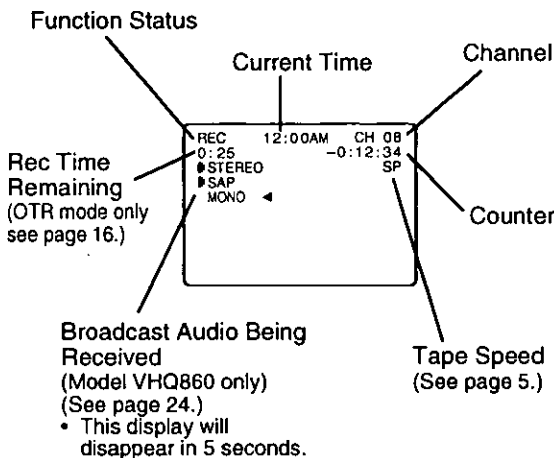 Function Status
Current Time
Channel
REC 12:00AM CH 08
0:25 -0:12:34
STEREO SP
SAP
MONO
Rec Time
Remaining
(OTR mode only
see page 16.)
Counter
Broadcast Audio Being
Received
(Model VHQ860 only)
(See page 24.)
• This display will
disappear in 5 seconds.
Tape Speed
(See page 5.)